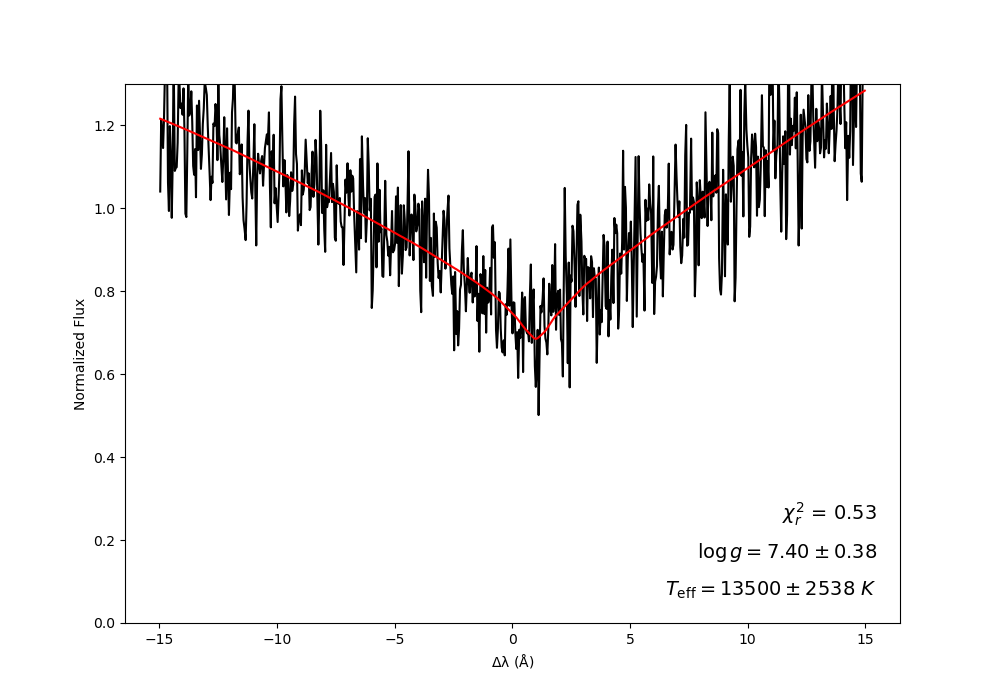 1.2
1.0
0.8
0.6
0.4
0.2
0.0
Normalized Flux
χ²ᵣ = 0.53
log g = 7.40 ± 0.38
T_eff = 13500 ± 2538 K
−15 −10 −5 0 5 10 15
Δλ (Å)